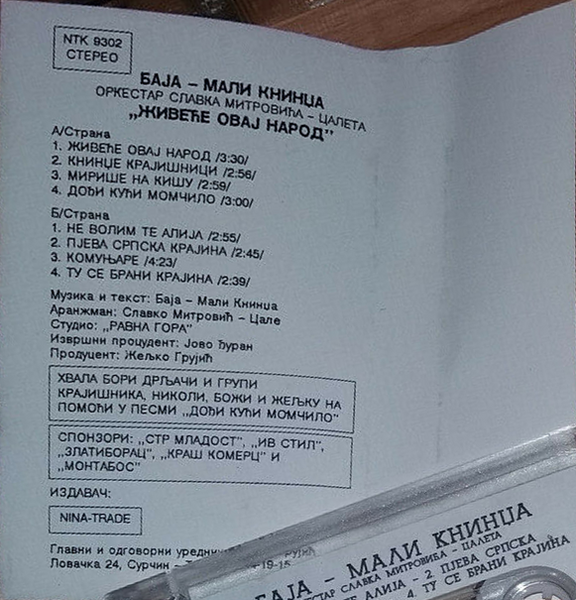 NTK 9302
СТЕРЕО
БАЈА – МАЛИ КНИНЏА
ОРКЕСТАР СЛАВКА МИТРОВИЋА – ЦАЛЕТА
„ЖИВЕЋЕ ОВАЈ НАРОД"
А/Страна
1. ЖИВЕЋЕ ОВАЈ НАРОД /3:30/
2. КНИНЏЕ КРАЈИШНИЦИ /2:56/
3. МИРИШЕ НА КИШУ /2:59/
4. ДОЂИ КУЋИ МОМЧИЛО /3:00/
Б/Страна
1. НЕ ВОЛИМ ТЕ АЛИЈА /2:55/
2. ПЈЕВА СРПСКА КРАЈИНА /2:45/
3. КОМУЊАРЕ /4:23/
4. ТУ СЕ БРАНИ КРАЈИНА /2:39/
Музика и текст: Баја – Мали Книнџа
Аранжман: Славко Митровић – Цале
Студио: „РАВНА ГОРА"
Извршни процудент: Јово Ђуран
Продуцент: Жељко Грујић
ХВАЛА БОРИ ДРЉАЧИ И ГРУПИ
КРАЈИШНИКА, НИКОЛИ, БОЖИ И ЖЕЉКУ НА
ПОМОЋИ У ПЕСМИ „ДОЂИ КУЋИ МОМЧИЛО"
СПОНЗОРИ: „СТР МЛАДОСТ", „ИВ СТИЛ",
„ЗЛАТИБОРАЦ", „КРАШ КОМЕРЦ" И
„МОНТАБОС"
ИЗДАВАЧ:
NINA-TRADE
Главни и одговорни
Ловачка 24, Сурчин – 19-15
БАЈА – МАЛИ КНИНЏА
ОРКЕСТАР СЛАВКА МИТРОВИЋА – ЦАЛЕТА
ТЕ АЛИЈА – 2. ПЈЕВА СРПСКА
4. ТУ СЕ БРАНИ КРАЈИНА